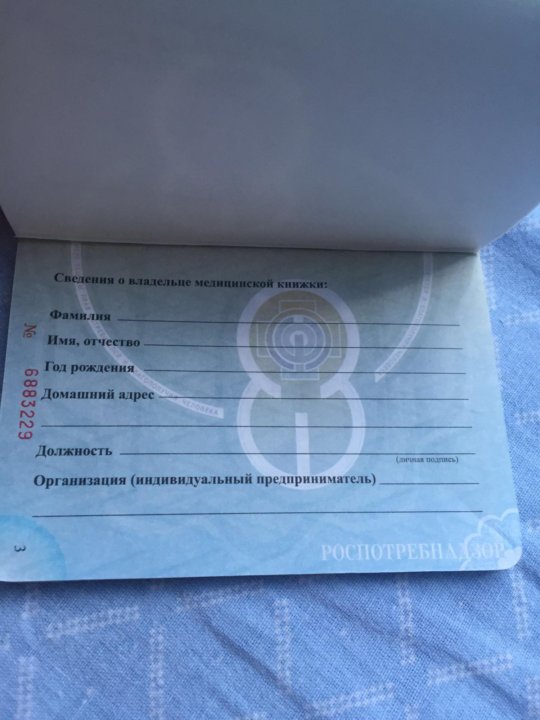 Сведения о владельце медицинской книжки:
Фамилия
Имя, отчество
Год рождения
Домашний адрес
Должность
(личная подпись)
Организация (индивидуальный предприниматель)
№ 6883229
ЧЕЛОВЕКА
3
РОСПОТРЕБНАДЗОР